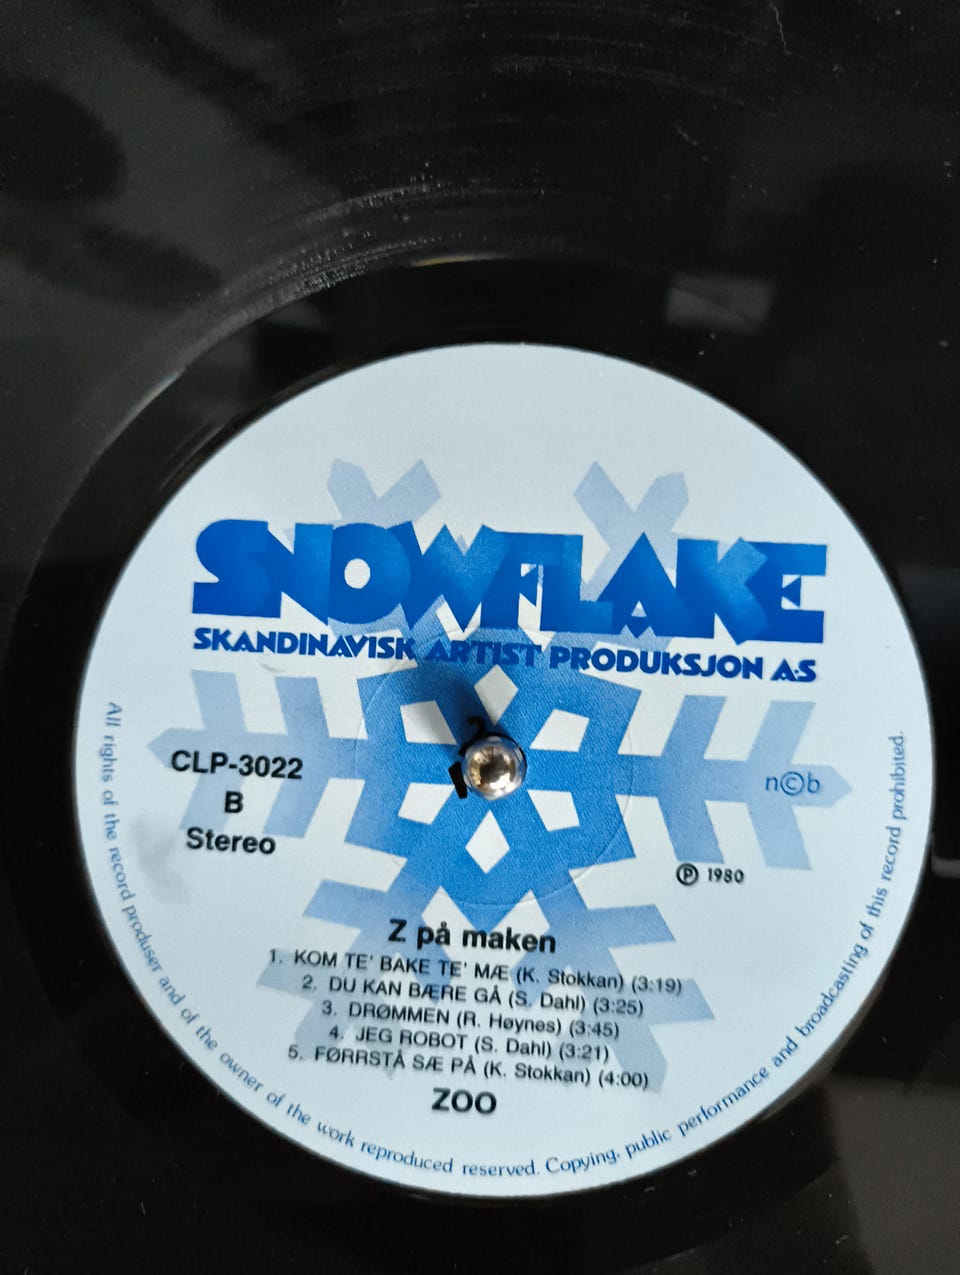 SNOWFLAKE
SKANDINAVISK ARTIST PRODUKSJON A·S
CLP-3022
B
Stereo
n©b
Ⓟ 1980
Z på maken
1. KOM TE' BAKE TE' MÆ (K. Stokkan) (3:19)
2. DU KAN BÆRE GÅ (S. Dahl) (3:25)
3. DRØMMEN (R. Høynes) (3:45)
4. JEG ROBOT (S. Dahl) (3:21)
5. FØRRSTÅ SÆ PÅ (K. Stokkan) (4:00)
ZOO
All rights of the record produser and of the owner of the work reproduced reserved. Copying, public performance and broadcasting of this record prohibited.